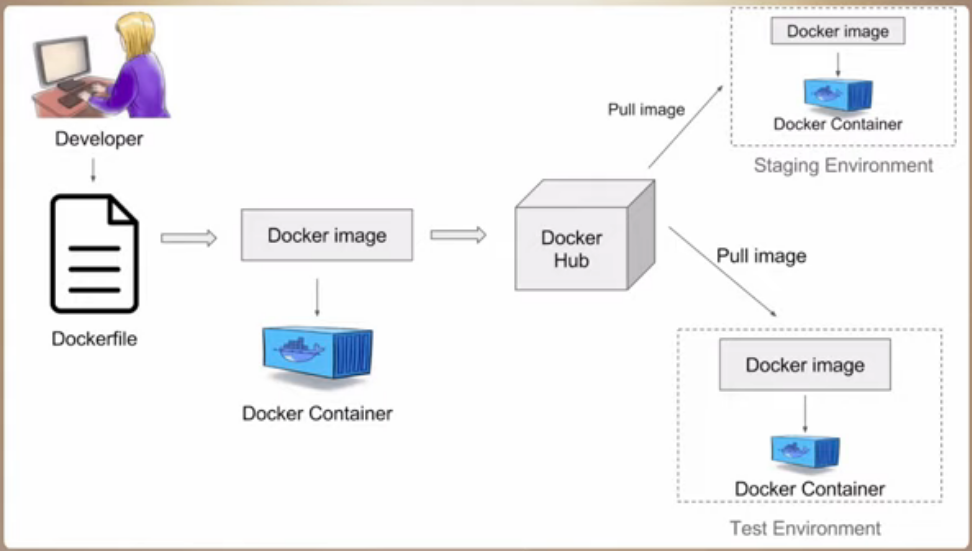 Developer
Dockerfile
Docker image
Docker Container
Docker
Hub
Pull image
Docker image
Docker Container
Staging Environment
Pull image
Docker image
Docker Container
Test Environment